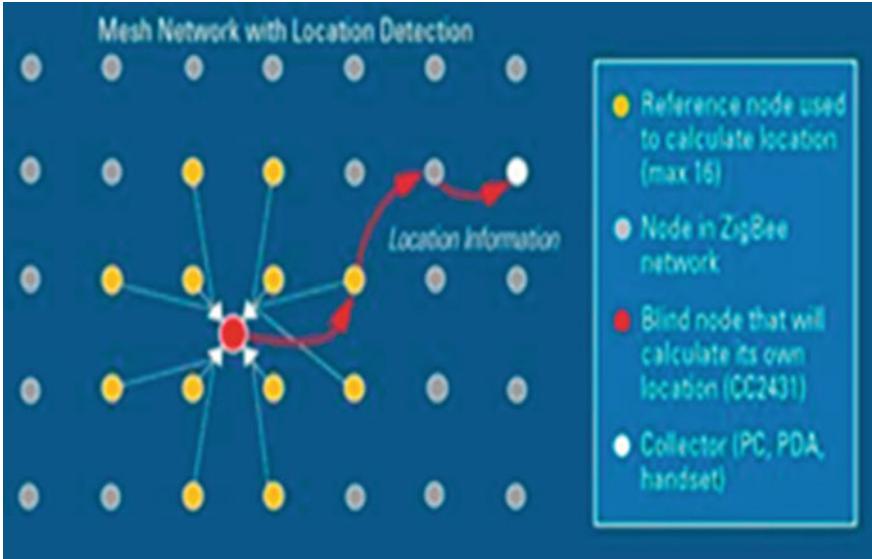 Mesh Network with Location Detection
Location Information
Reference node used
to calculate location
(max 16)
Node in ZigBee
network
Blind node that will
calculate its own
location (CC2431)
Collector (PC, PDA,
handset)